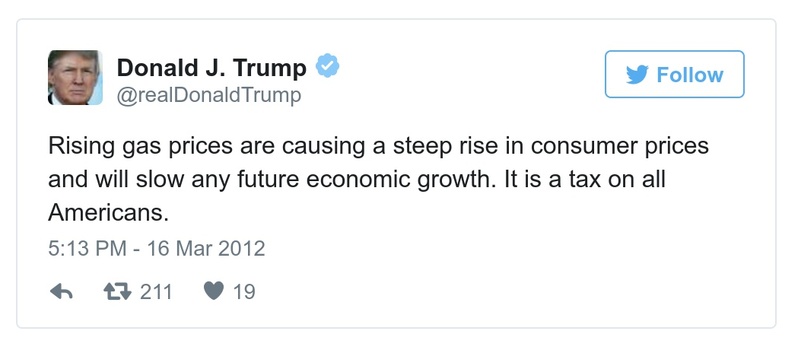 Donald J. Trump
@realDonaldTrump
Follow
Rising gas prices are causing a steep rise in consumer prices
and will slow any future economic growth. It is a tax on all
Americans.
5:13 PM - 16 Mar 2012
211 19